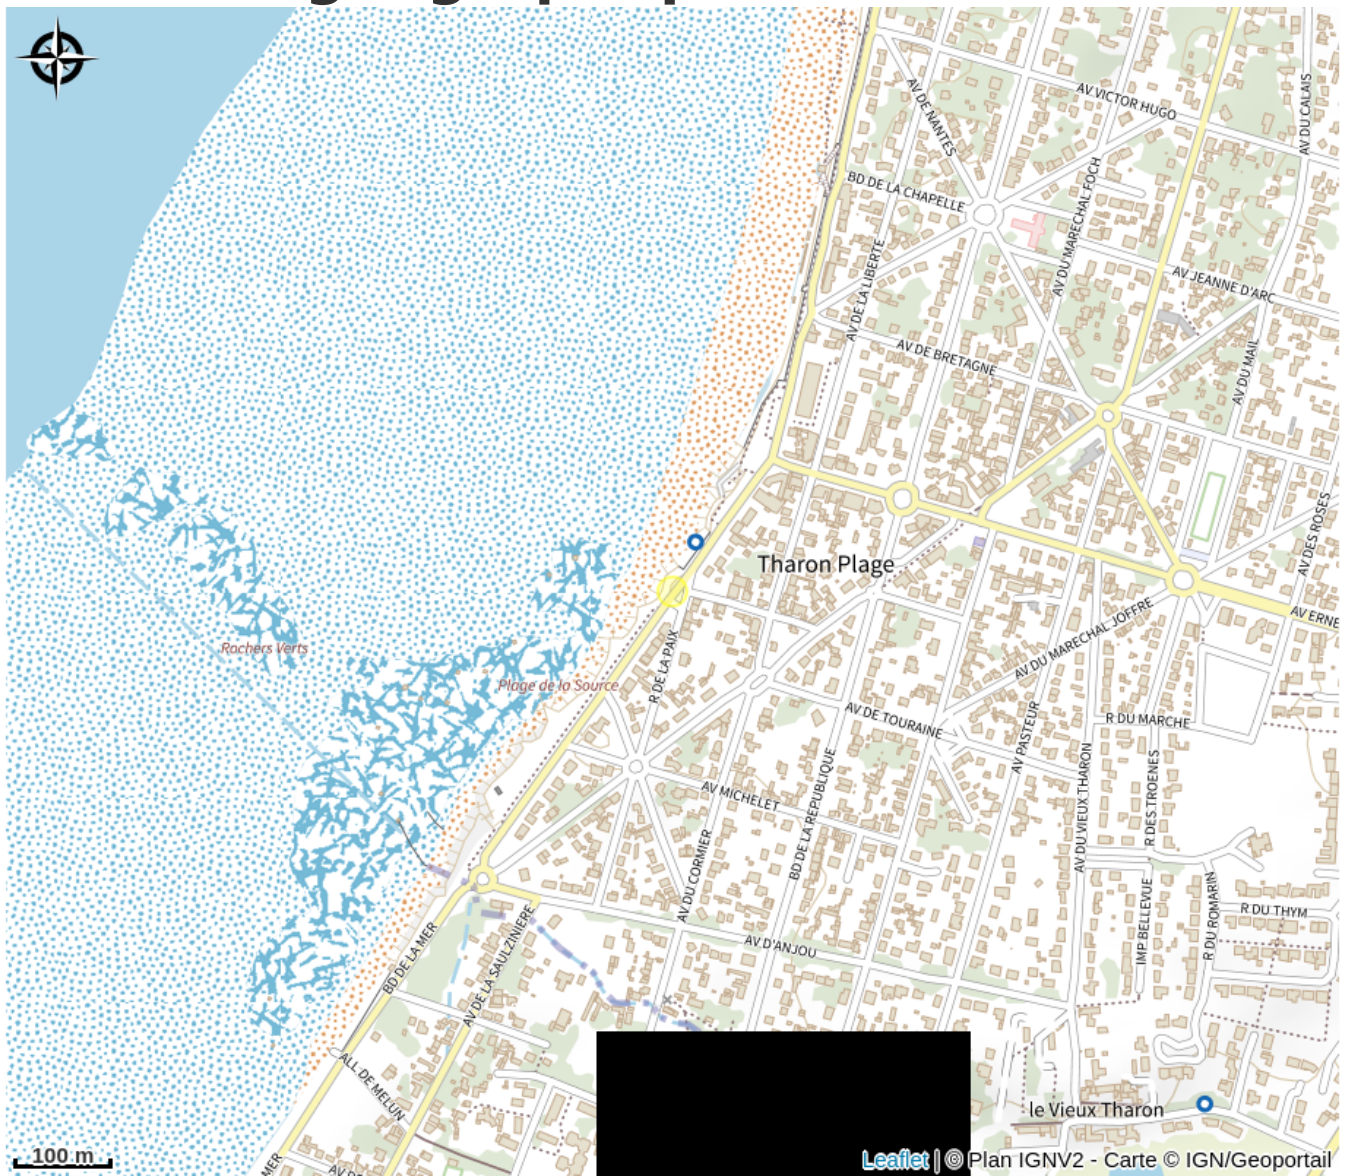 AV VICTOR HUGO
AV DU CALAIS
AV DE NANTES
BD DE LA CHAPELLE
AV DU MARECHAL FOCH
AV DE LA LIBERTE
AV JEANNE D'ARC
AV DE BRETAGNE
AV DU MAIL
AV DES ROSES
Tharon Plage
AV ERNE
AV DU MARECHAL JOFFRE
Rochers Verts
R DE LA PAIX
Plage de la Source
AV DE TOURAINE
R DU MARCHE
AV PASTEUR
AV MICHELET
BD DE LA REPUBLIQUE
AV DU VIEUX THARON
R DES TROENES
AV DU CORMIER
IMP BELLEVUE
R DU ROMARIN
R DU THYM
BD DE LA MER
AV DE LA SAULZINIERE
AV D'ANJOU
ALL DE MELUN
le Vieux Tharon
100 m
MER
Leaflet | © Plan IGNV2 - Carte © IGN/Geoportail